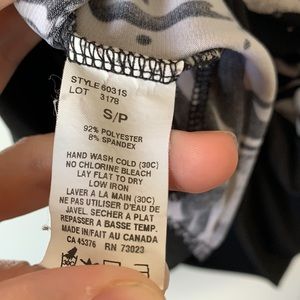 STYLE 6031S
LOT 3178
S/P
92% POLYESTER
8% SPANDEX
HAND WASH COLD (30C)
NO CHLORINE BLEACH
LAY FLAT TO DRY
LOW IRON
LAVER A LA MAIN (30C)
NE PAS UTILISER D'EAU DE
JAVEL. SECHER A PLAT
REPASSER A BASSE TEMP.
MADE IN/FAIT AU CANADA
CA 45376 RN 73023